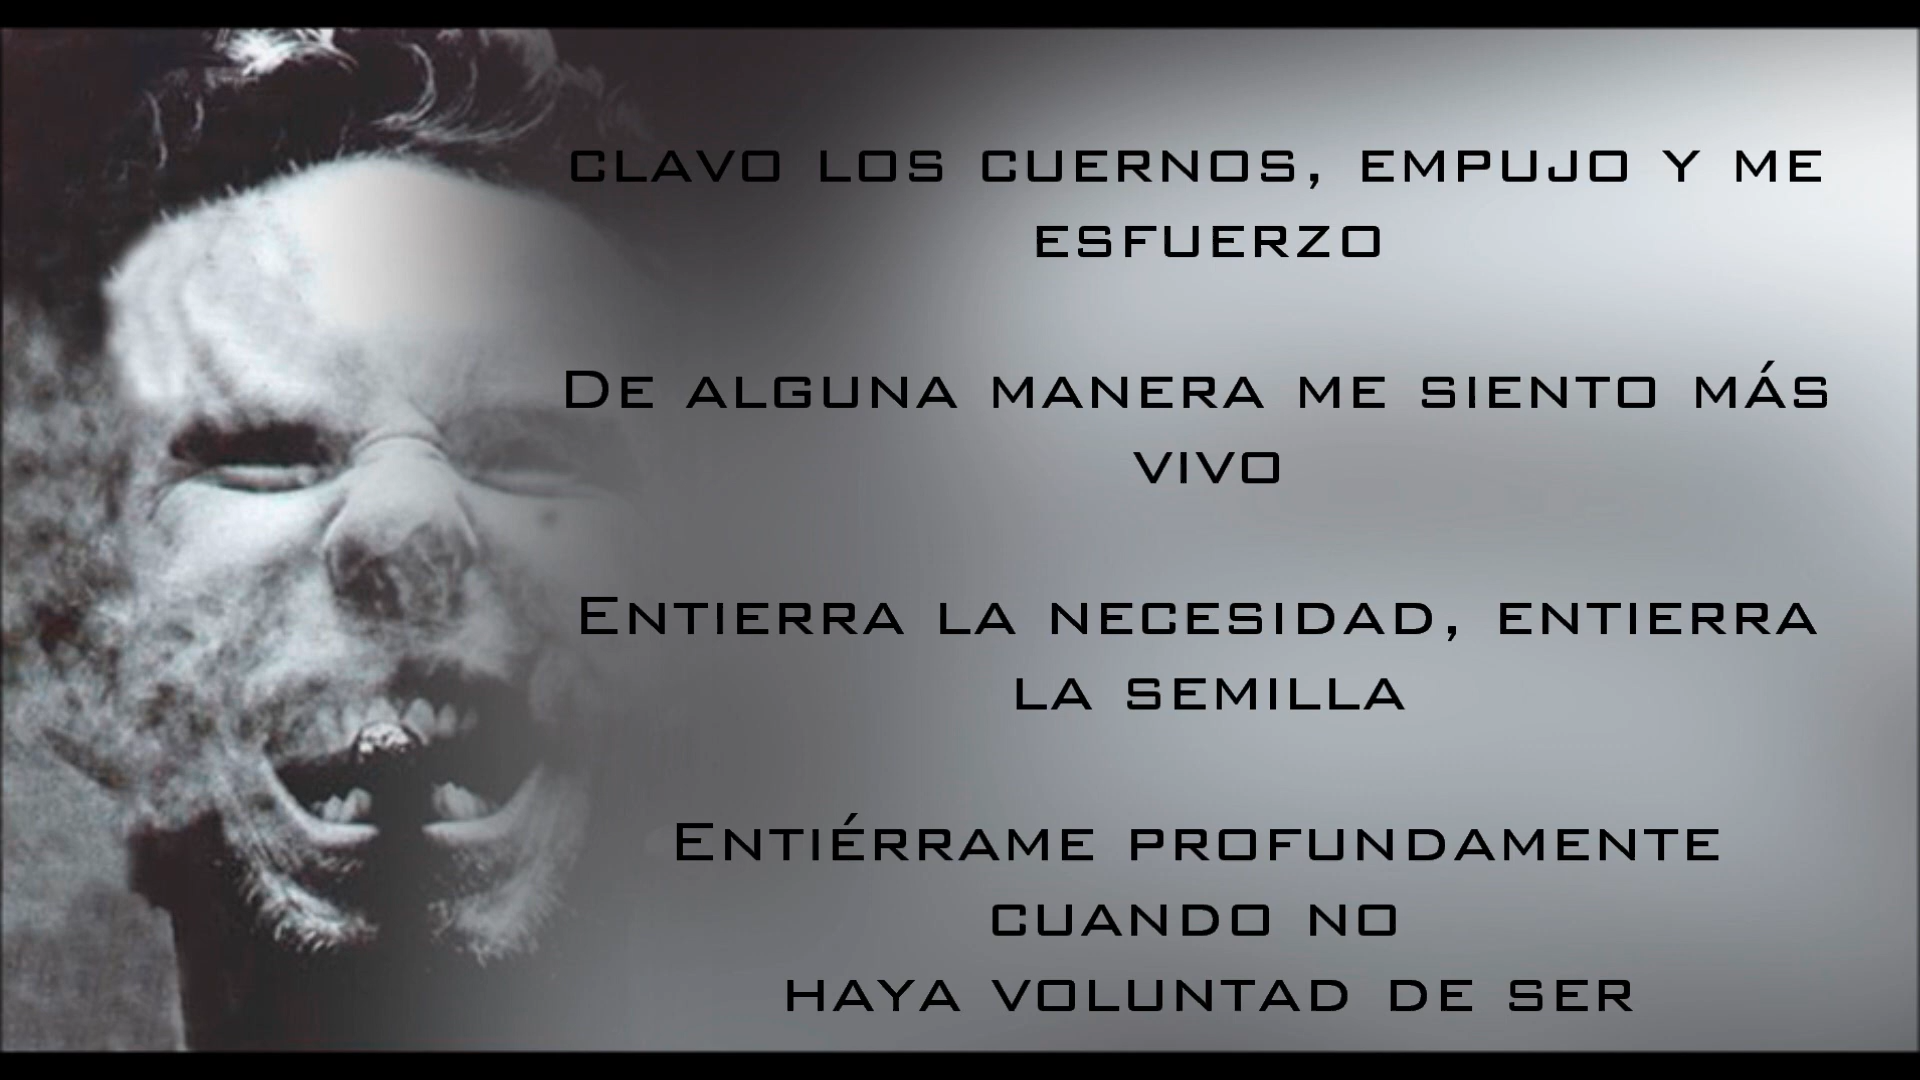 CLAVO LOS CUERNOS, EMPUJO Y ME
ESFUERZO
DE ALGUNA MANERA ME SIENTO MÁS
VIVO
ENTIERRA LA NECESIDAD, ENTIERRA
LA SEMILLA
ENTIÉRRAME PROFUNDAMENTE
CUANDO NO
HAYA VOLUNTAD DE SER